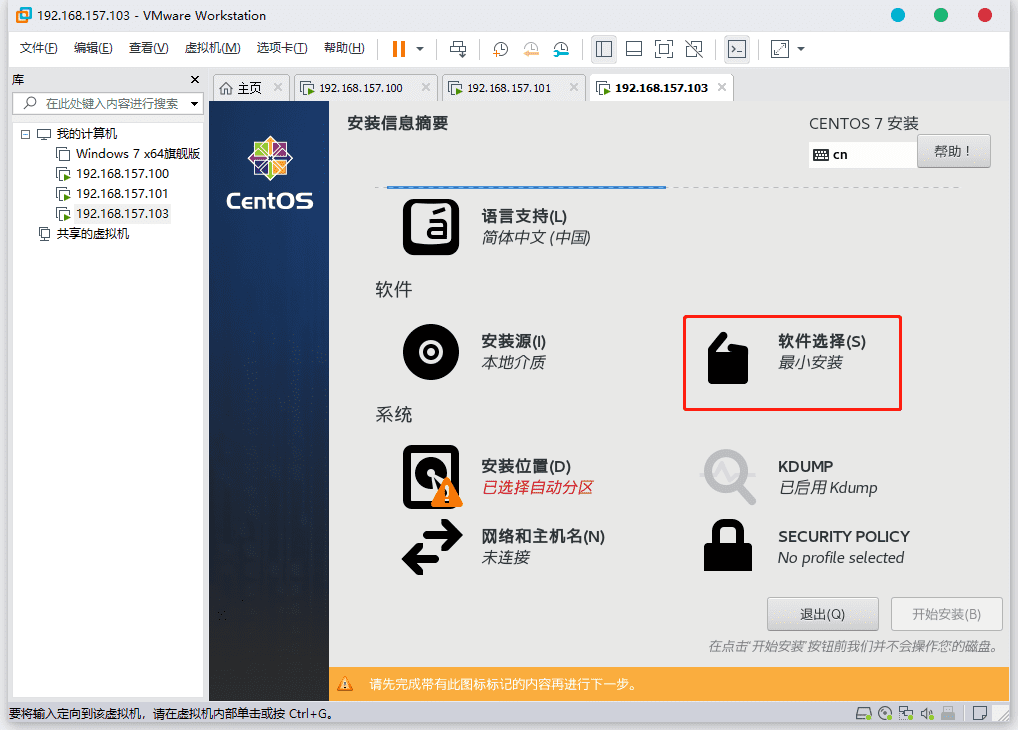 192.168.157.103 - VMware Workstation
文件(F) 编辑(E) 查看(V) 虚拟机(M) 选项卡(T) 帮助(H)
库
在此处键入内容进行搜索
我的计算机
Windows 7 x64旗舰版
192.168.157.100
192.168.157.101
192.168.157.103
共享的虚拟机
主页 192.168.157.100 192.168.157.101 192.168.157.103
CentOS
安装信息摘要
CENTOS 7 安装
cn
帮助！
语言支持(L)
简体中文 (中国)
软件
安装源(I)
本地介质
软件选择(S)
最小安装
系统
安装位置(D)
已选择自动分区
KDUMP
已启用 Kdump
网络和主机名(N)
未连接
SECURITY POLICY
No profile selected
退出(Q)
开始安装(B)
在点击'开始安装'按钮前我们并不会操作您的磁盘。
请先完成带有此图标标记的内容再进行下一步。
要将输入定向到该虚拟机，请在虚拟机内部单击或按 Ctrl+G。